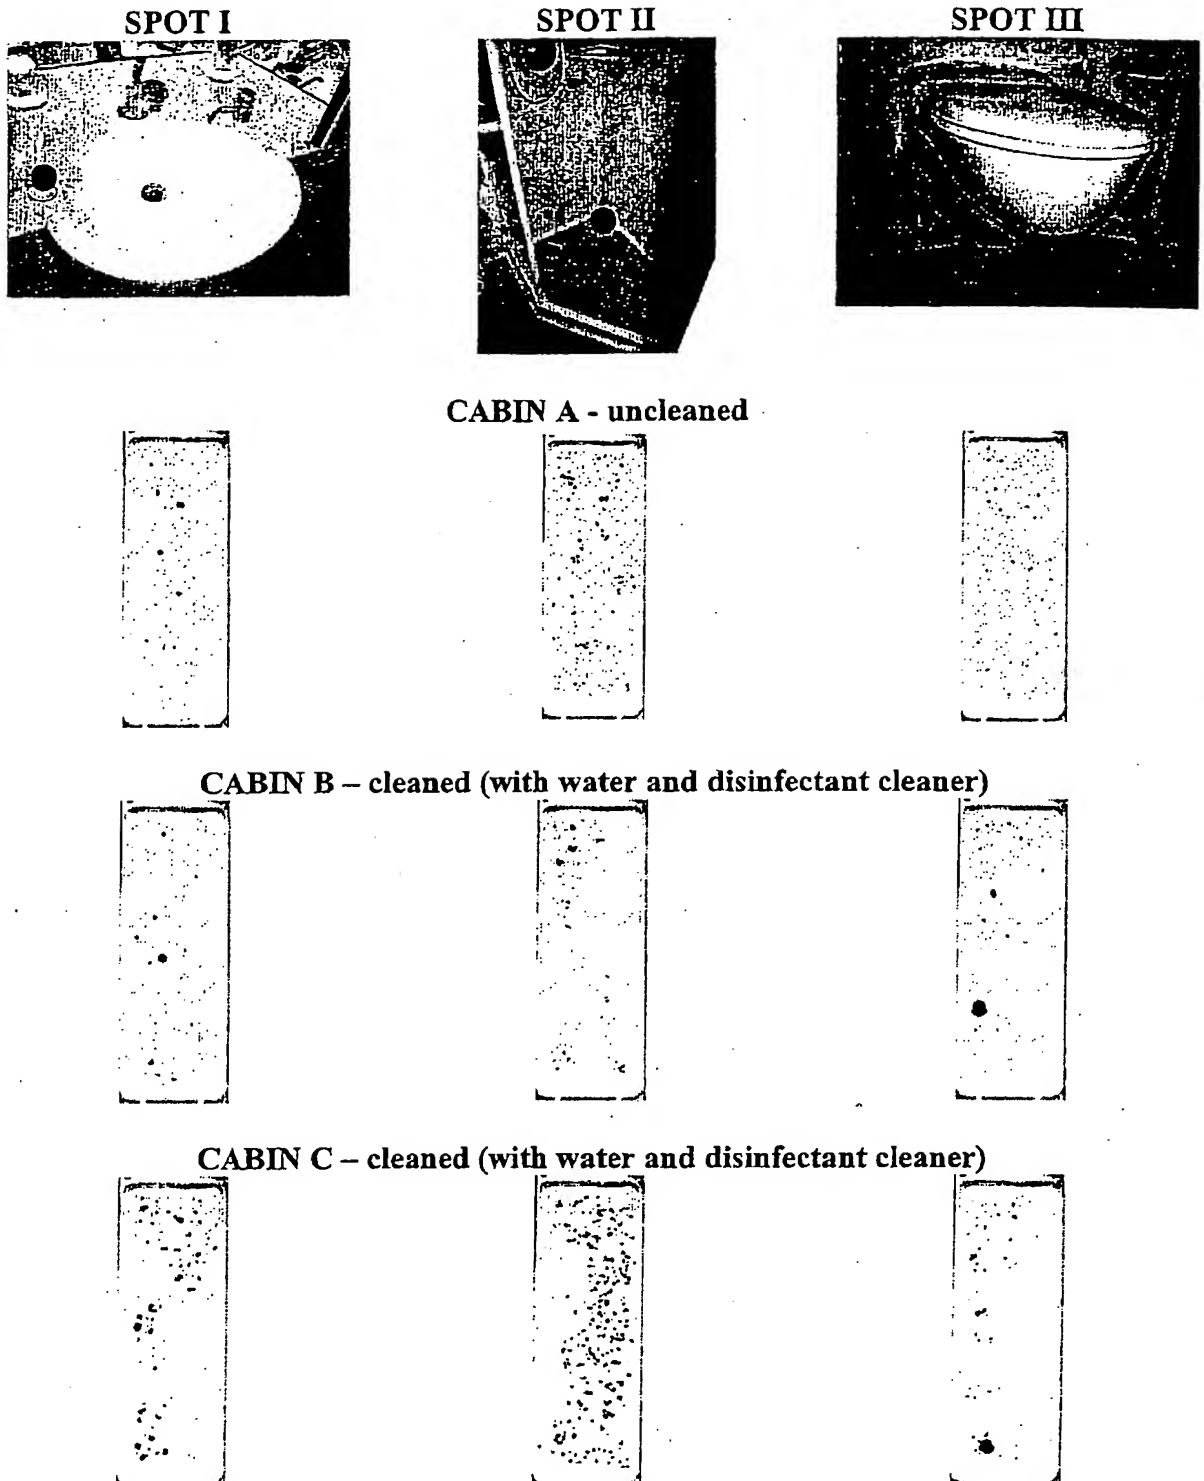 SPOT I
SPOT II
SPOT III
CABIN A - uncleaned
CABIN B – cleaned (with water and disinfectant cleaner)
CABIN C – cleaned (with water and disinfectant cleaner)